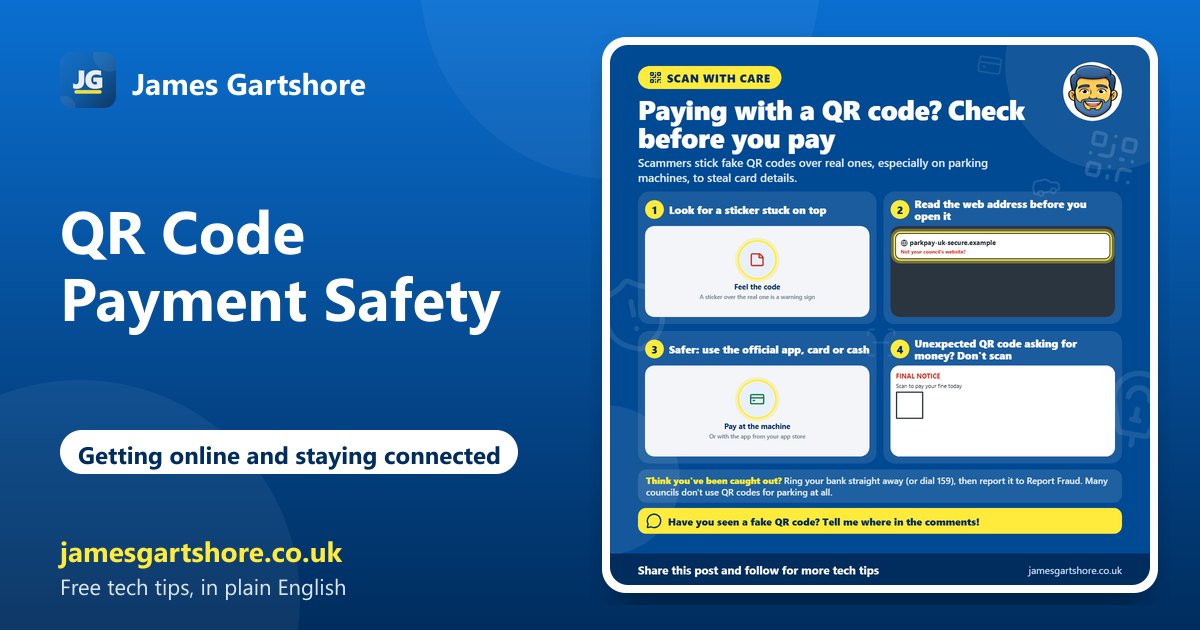 JG
James Gartshore
QR Code
Payment Safety
Getting online and staying connected
jamesgartshore.co.uk
Free tech tips, in plain English
SCAN WITH CARE
Paying with a QR code? Check
before you pay
Scammers stick fake QR codes over real ones, especially on parking
machines, to steal card details.
1 Look for a sticker stuck on top
Feel the code
A sticker over the real one is a warning sign
2 Read the web address before you
open it
parkpay-uk-secure.example
Not your council's website?
3 Safer: use the official app, card or cash
Pay at the machine
Or with the app from your app store
4 Unexpected QR code asking for
money? Don't scan
FINAL NOTICE
Scan to pay your fine today
Think you've been caught out? Ring your bank straight away (or dial 159), then report it to Report Fraud. Many
councils don't use QR codes for parking at all.
Have you seen a fake QR code? Tell me where in the comments!
Share this post and follow for more tech tips
jamesgartshore.co.uk